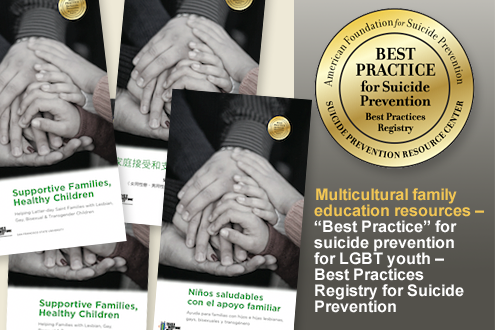 Supportive Families,
Healthy Children
Helping Latter-day Saint Families with Lesbian,
Gay, Bisexual & Transgender Children
家庭接受和支
Supportive Families,
Healthy Children
Helping Families with Lesbian, Gay,
Niños saludables
con el apoyo familiar
Ayuda para familias con hijas e hijos lesbianas,
gays, bisexuales y transgénero
American Foundation for Suicide Prevention
BEST
PRACTICE
for Suicide
Prevention
Best Practices
Registry
SUICIDE PREVENTION RESOURCE CENTER
Multicultural family
education resources –
“Best Practice” for
suicide prevention
for LGBT youth –
Best Practices
Registry for Suicide
Prevention